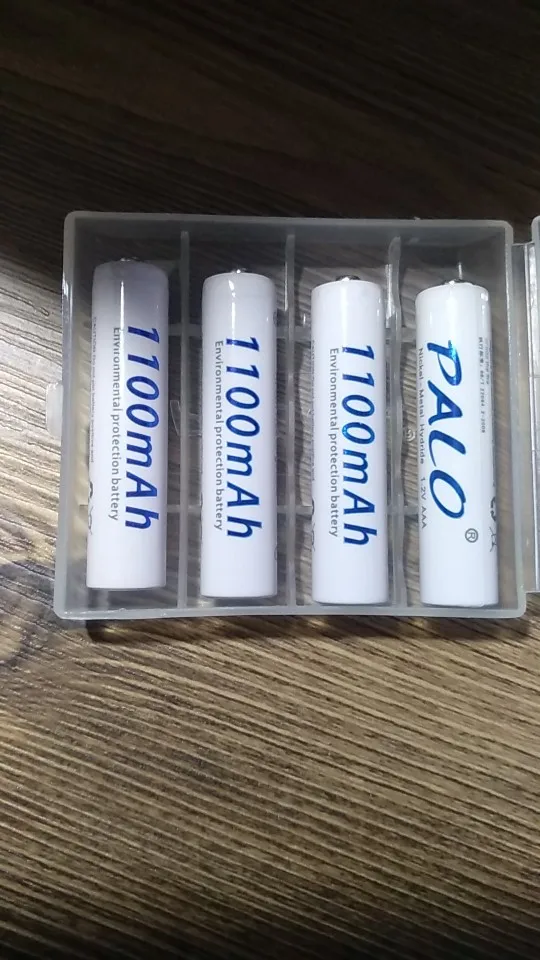 1100mAh
Environmental protection battery
1100mAh
Environmental protection battery
1100mAh
Environmental protection battery
PALO®
Nickel-Metal Hydride 1.2V AAA